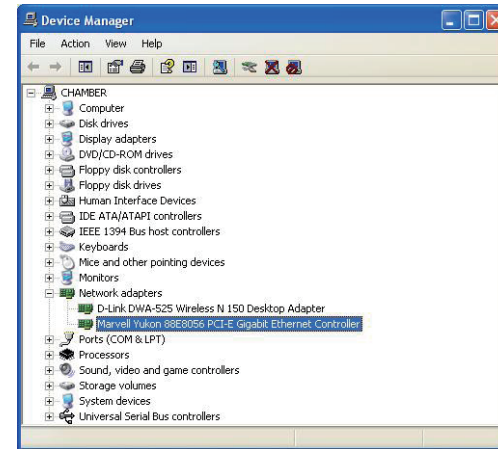 Device Manager
File Action View Help
CHAMBER
Computer
Disk drives
Display adapters
DVD/CD-ROM drives
Floppy disk controllers
Floppy disk drives
Human Interface Devices
IDE ATA/ATAPI controllers
IEEE 1394 Bus host controllers
Keyboards
Mice and other pointing devices
Monitors
Network adapters
D-Link DWA-525 Wireless N 150 Desktop Adapter
Marvell Yukon 88E8056 PCI-E Gigabit Ethernet Controller
Ports (COM & LPT)
Processors
Sound, video and game controllers
Storage volumes
System devices
Universal Serial Bus controllers